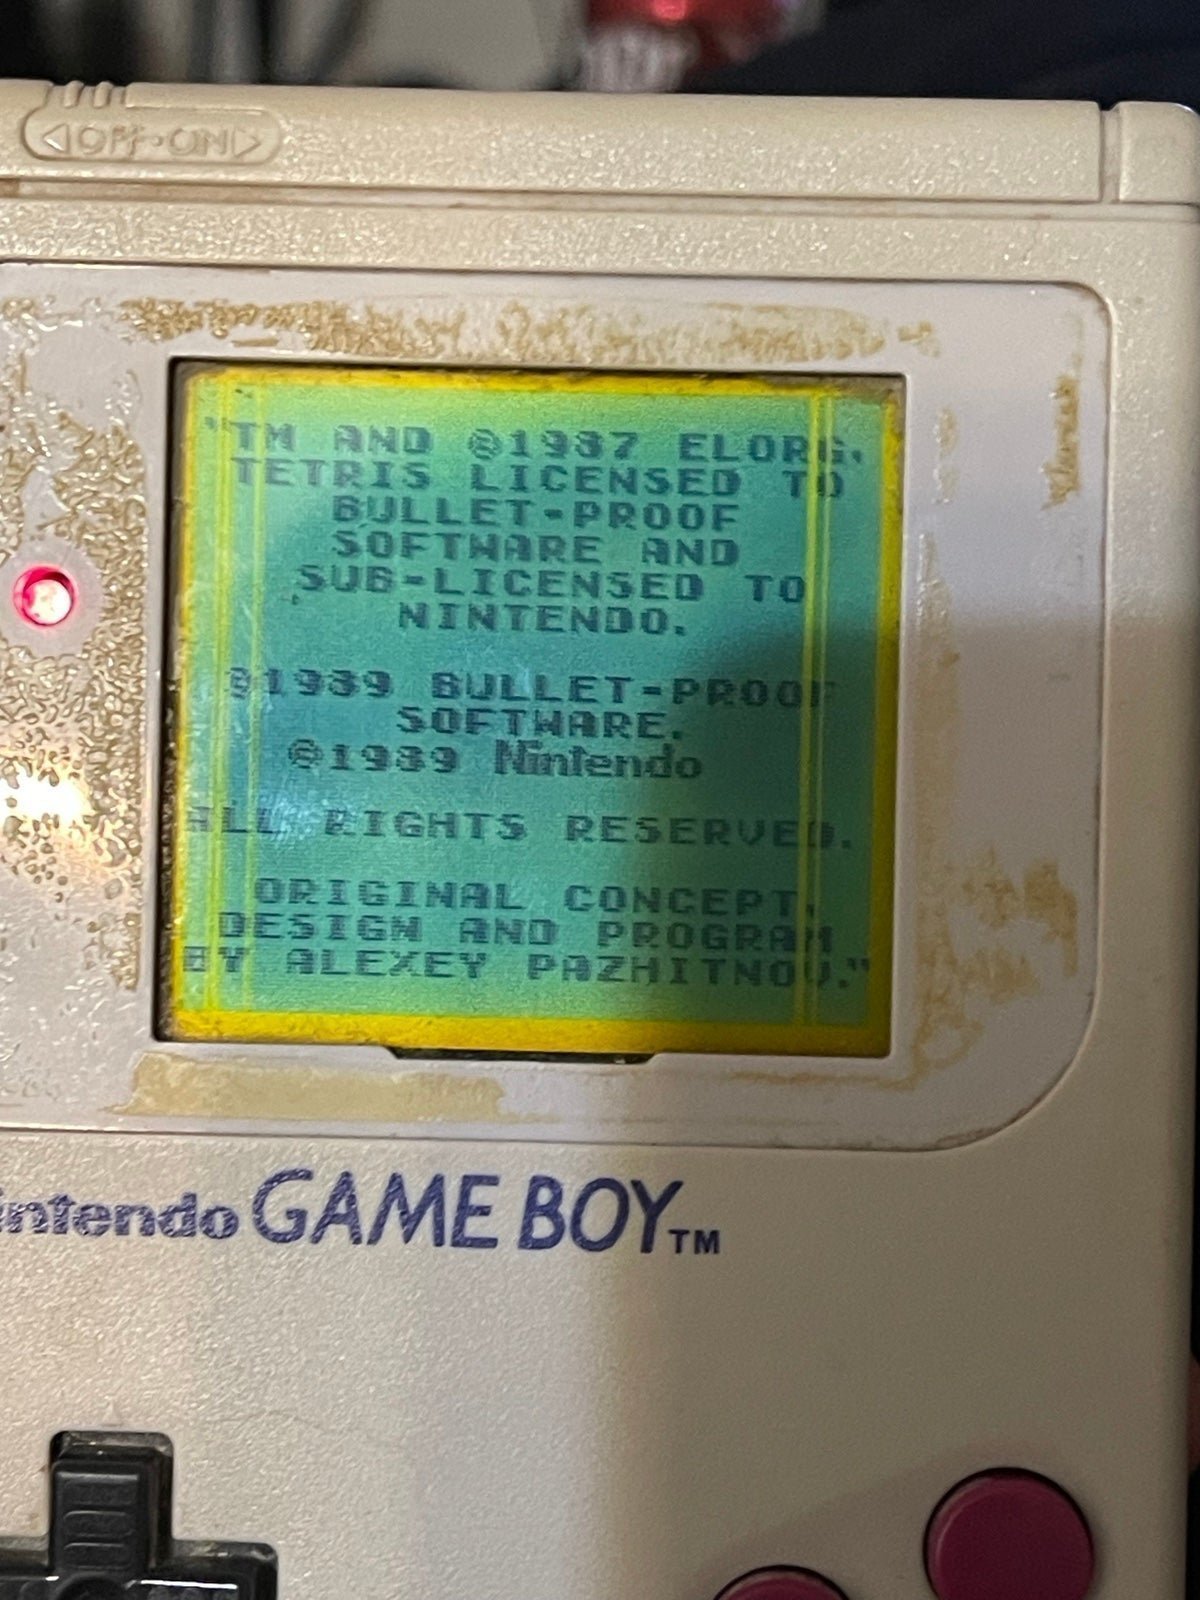 OFF•ON
"TM AND ©1987 ELORG.
TETRIS LICENSED TO
BULLET-PROOF
SOFTWARE AND
SUB-LICENSED TO
NINTENDO.
©1989 BULLET-PROOF
SOFTWARE.
©1989 Nintendo
ALL RIGHTS RESERVED.
ORIGINAL CONCEPT,
DESIGN AND PROGRAM
BY ALEXEY PAZHITNOV."
Nintendo GAME BOY TM